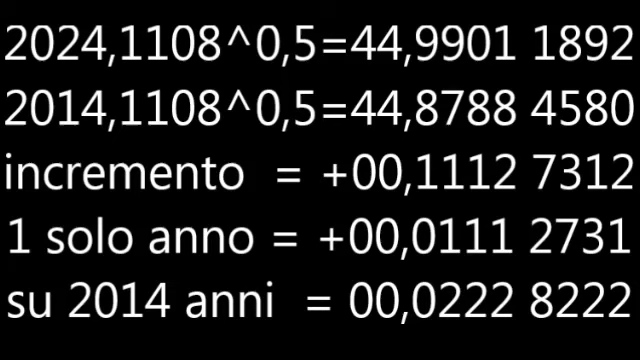 2024,1108^0,5=44,9901 1892
2014,1108^0,5=44,8788 4580
incremento = +00,1112 7312
1 solo anno = +00,0111 2731
su 2014 anni = 00,0222 8222